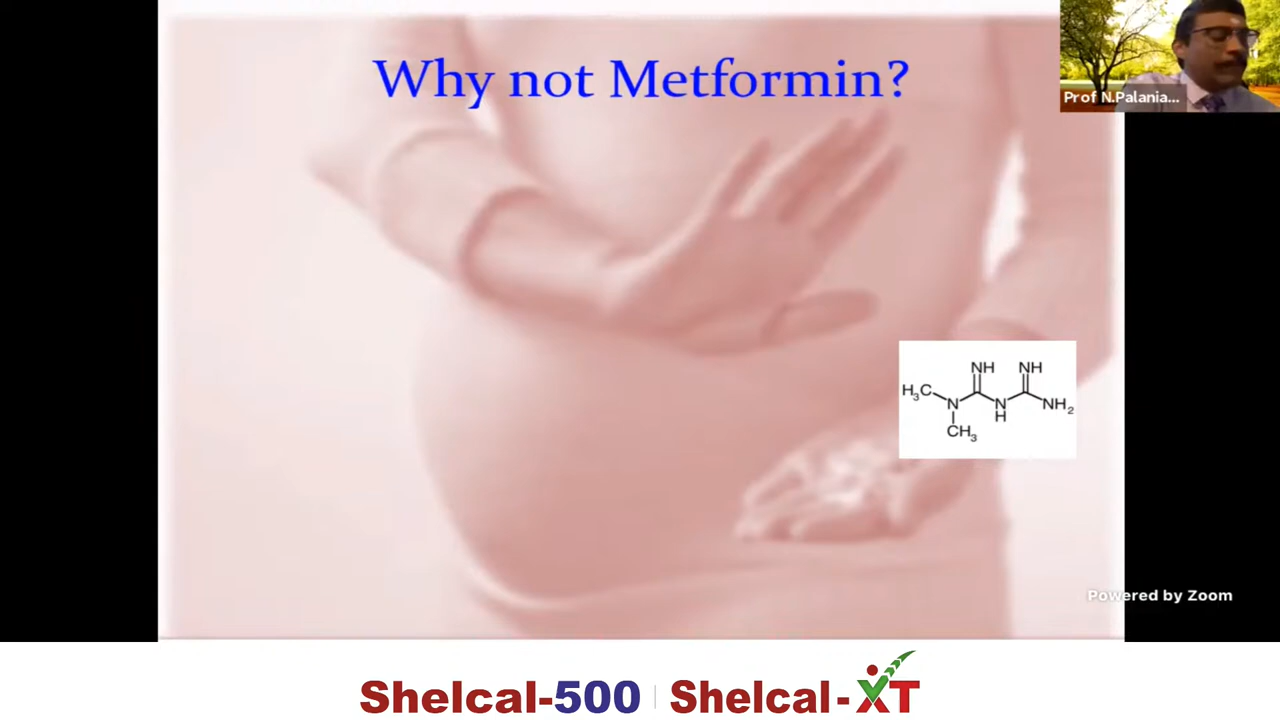 Why not Metformin?
Prof N.Palania...
NH NH
H3C N N NH2
H
CH3
Powered by Zoom
Shelcal-500 | Shelcal-XT